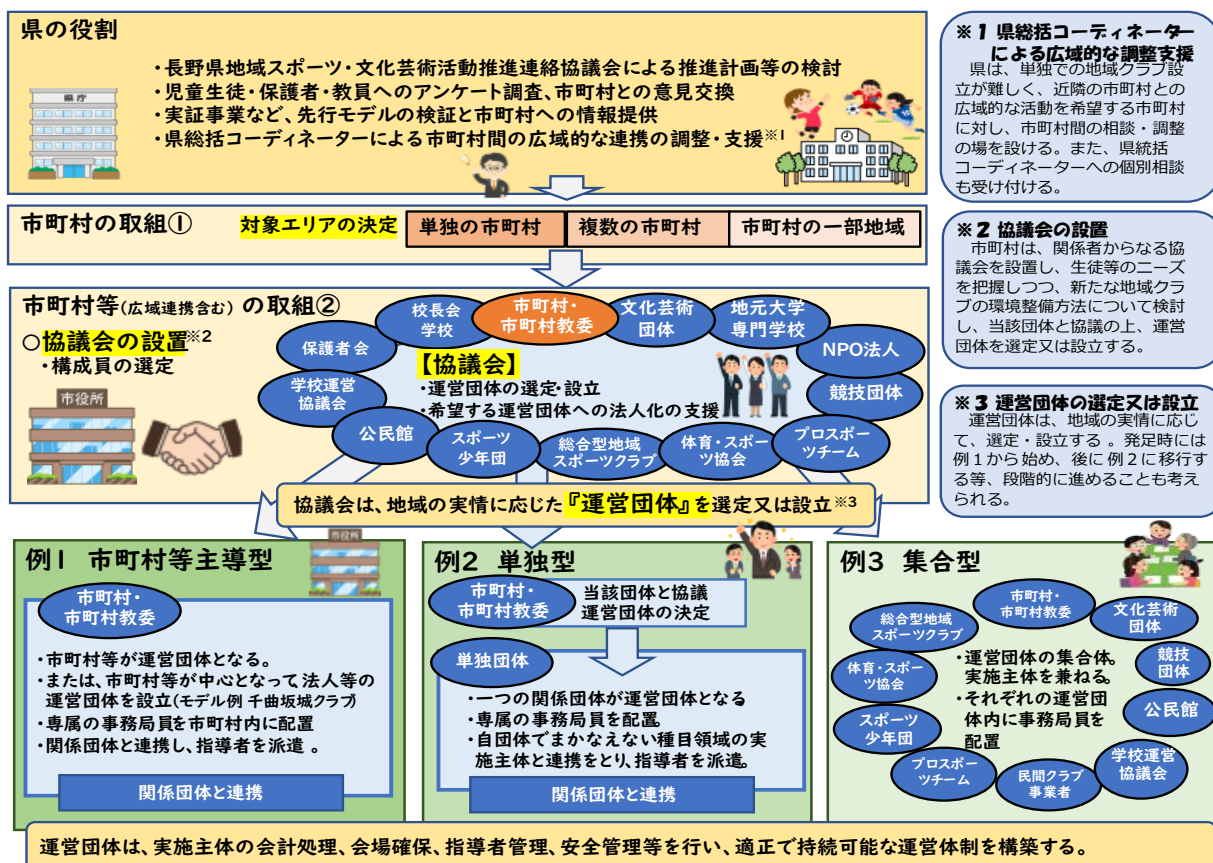 県の役割
・長野県地域スポーツ・文化芸術活動推進連絡協議会による推進計画等の検討
・児童生徒・保護者・教員へのアンケート調査、市町村との意見交換
・実証事業など、先行モデルの検証と市町村への情報提供
・県総括コーディネーターによる市町村間の広域的な連携の調整・支援※1
県庁
※1 県総括コーディネーター
による広域的な調整支援
県は、単独での地域クラブ設
立が難しく、近隣の市町村との
広域的な活動を希望する市町村
に対し、市町村間の相談・調整
の場を設ける。また、県統括
コーディネーターへの個別相談
も受け付ける。
市町村の取組①
対象エリアの決定
単独の市町村
複数の市町村
市町村の一部地域
※2 協議会の設置
市町村は、関係者からなる協
議会を設置し、生徒等のニーズ
を把握しつつ、新たな地域クラ
ブの環境整備方法について検討
し、当該団体と協議の上、運営
団体を選定又は設立する。
市町村等(広域連携含む)の取組②
○協議会の設置※2
・構成員の選定
市役所
校長会
学校
市町村・
市町村教委
文化芸術
団体
地元大学
専門学校
保護者会
NPO法人
学校運営
協議会
競技団体
公民館
スポーツ
少年団
総合型地域
スポーツクラブ
体育・スポー
ツ協会
プロスポー
ツチーム
【協議会】
・運営団体の選定・設立
・希望する運営団体への法人化の支援
※3 運営団体の選定又は設立
運営団体は、地域の実情に応じ
て、選定・設立する 。発足時には
例1から始め、後に例2に移行す
る等、段階的に進めることも考え
られる。
協議会は、地域の実情に応じた『運営団体』を選定又は設立※3
例1 市町村等主導型
市役所
市町村・
市町村教委
・市町村等が運営団体となる。
・または、市町村等が中心となって法人等の
運営団体を設立(モデル例 千曲坂城クラブ)
・専属の事務局員を市町村内に配置
・関係団体と連携し、指導者を派遣 。
関係団体と連携
例2 単独型
市町村・
市町村教委
当該団体と協議
運営団体の決定
単独団体
・一つの関係団体が運営団体となる
・専属の事務局員を配置。
・自団体でまかなえない種目領域の実
施主体と連携をとり、指導者を派遣。
関係団体と連携
例3 集合型
市町村・
市町村教委
総合型地域
スポーツクラブ
文化芸術
団体
体育・スポー
ツ協会
競技
団体
スポーツ
少年団
公民館
プロスポー
ツチーム
民間クラブ
事業者
学校運営
協議会
・運営団体の集合体。
実施主体を兼ねる。
・それぞれの運営団
体内に事務局員を
配置
運営団体は、実施主体の会計処理、会場確保、指導者管理、安全管理等を行い、適正で持続可能な運営体制を構築する。